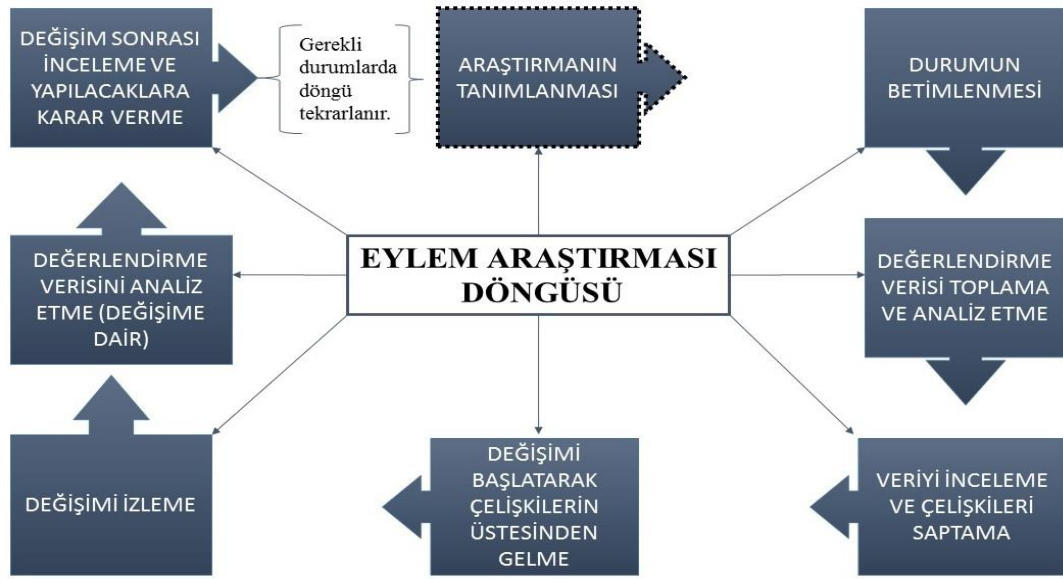 DEĞİŞİM SONRASI
İNCELEME VE
YAPILACAKLARA
KARAR VERME
Gerekli
durumlarda
döngü
tekrarlanır.
ARAŞTIRMANIN
TANIMLANMASI
DURUMUN
BETİMLENMESİ
EYLEM ARAŞTIRMASI
DÖNGÜSÜ
DEĞERLENDİRME
VERİSİNİ ANALİZ
ETME (DEĞİŞİME
DAİR)
DEĞERLENDİRME
VERİSİ TOPLAMA
VE ANALİZ ETME
DEĞİŞİMİ İZLEME
DEĞİŞİMİ
BAŞLATARAK
ÇELİŞKİLERİN
ÜSTESİNDEN
GELME
VERİYİ İNCELEME
VE ÇELİŞKİLERİ
SAPTAMA